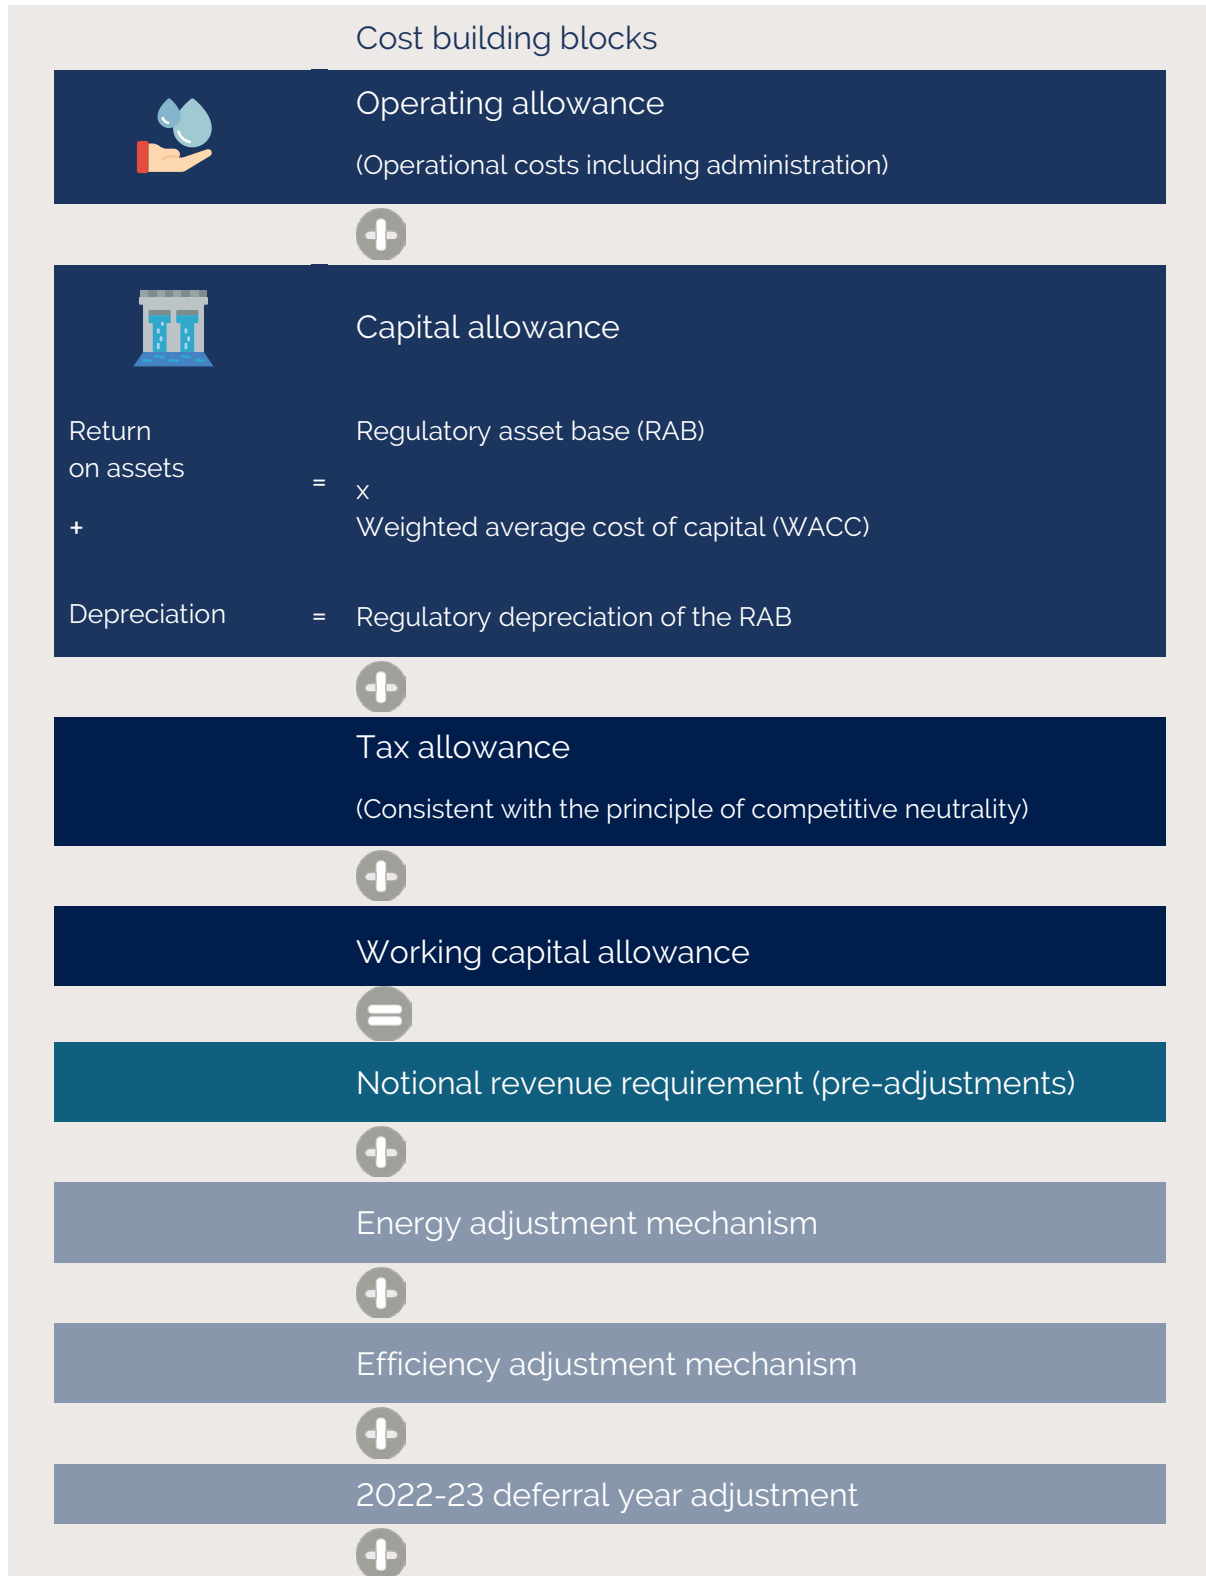 Cost building blocks
Operating allowance
(Operational costs including administration)
Capital allowance
Return
on assets
=
Regulatory asset base (RAB)
x
Weighted average cost of capital (WACC)
+
Depreciation
=
Regulatory depreciation of the RAB
Tax allowance
(Consistent with the principle of competitive neutrality)
Working capital allowance
Notional revenue requirement (pre-adjustments)
Energy adjustment mechanism
Efficiency adjustment mechanism
2022-23 deferral year adjustment